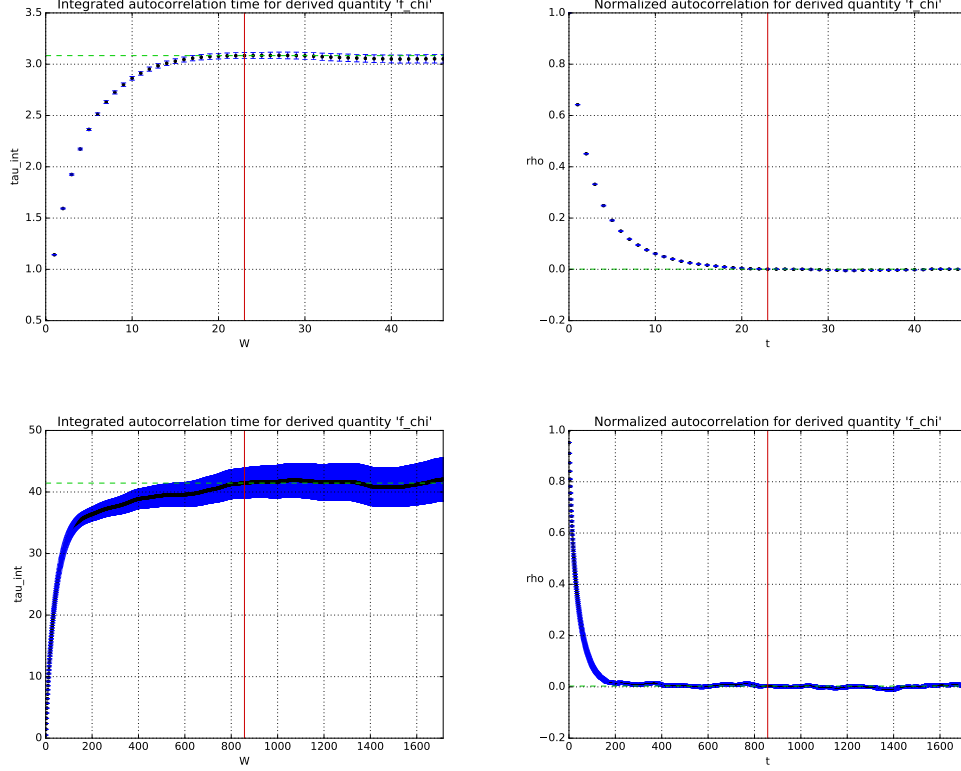 Integrated autocorrelation time for derived quantity 'f_chi'
3.5
3.0
2.5
2.0
1.5
1.0
0.5
tau_int
0 10 20 30 40
W
Normalized autocorrelation for derived quantity 'f_chi'
1.0
0.8
0.6
0.4
0.2
0.0
−0.2
rho
0 10 20 30 40
t
Integrated autocorrelation time for derived quantity 'f_chi'
50
40
30
20
10
0
tau_int
0 200 400 600 800 1000 1200 1400 1600
W
Normalized autocorrelation for derived quantity 'f_chi'
1.0
0.8
0.6
0.4
0.2
0.0
−0.2
rho
0 200 400 600 800 1000 1200 1400 1600
t